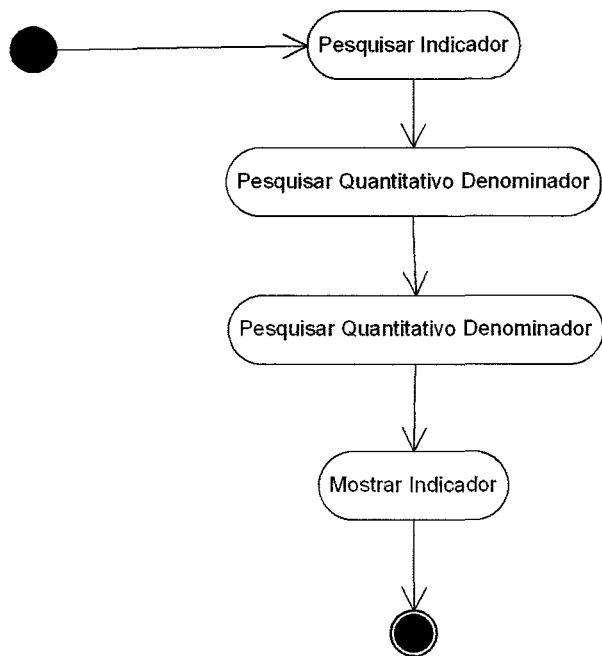 Pesquisar Indicador
Pesquisar Quantitativo Denominador
Pesquisar Quantitativo Denominador
Mostrar Indicador